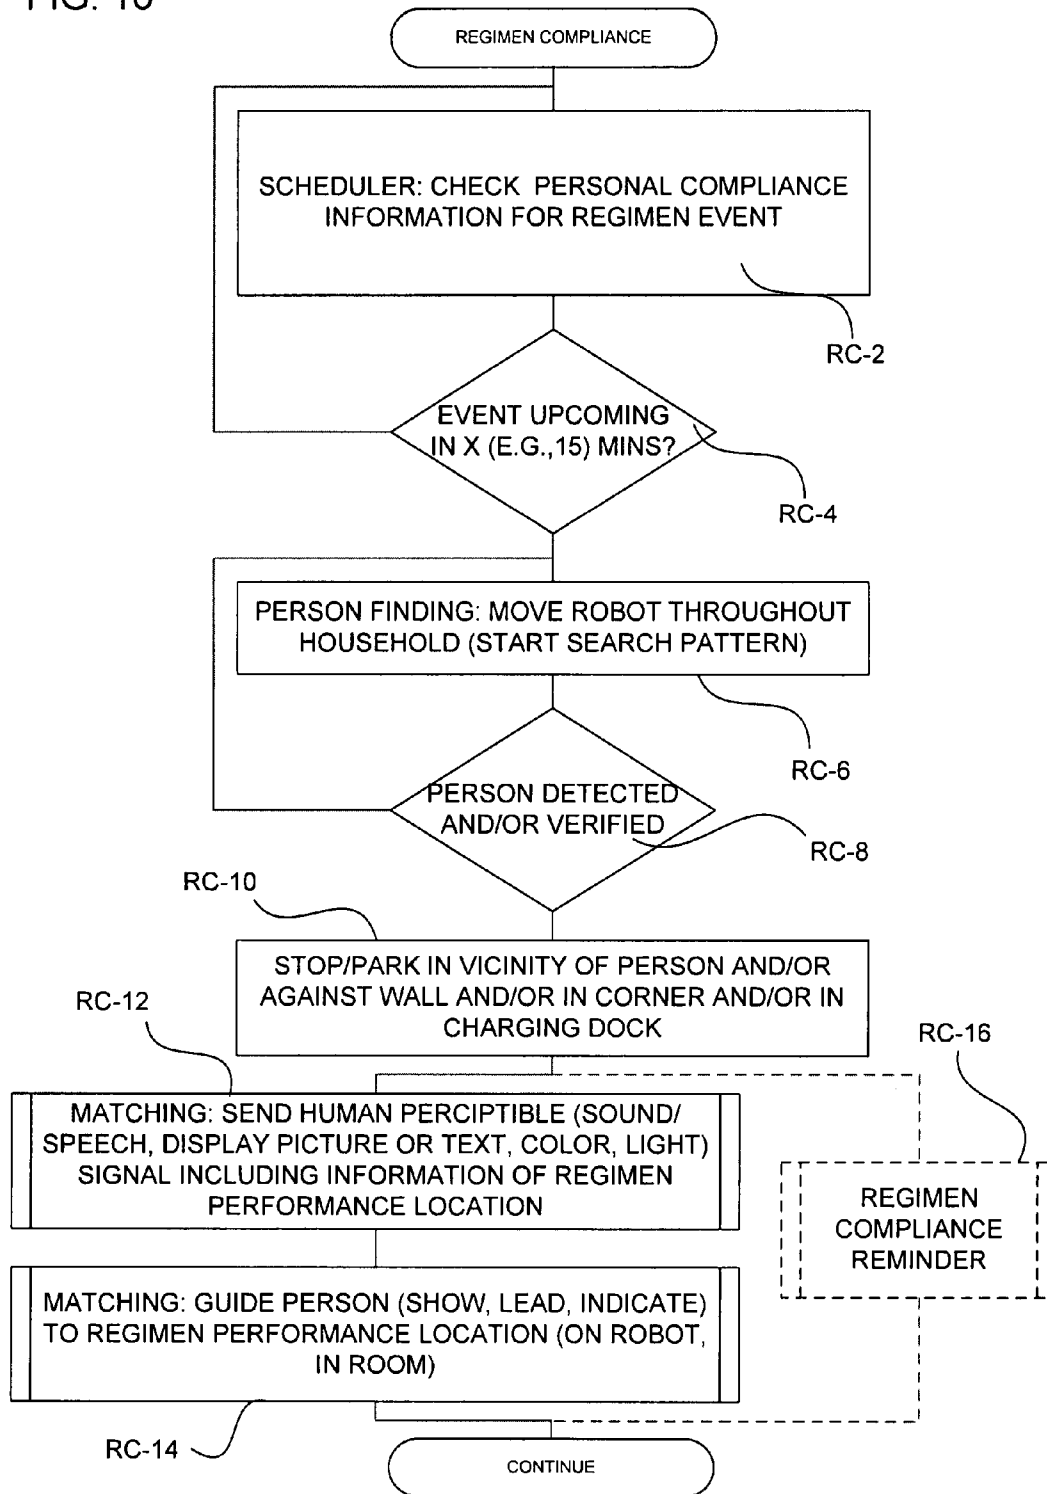 REGIMEN COMPLIANCE
SCHEDULER: CHECK PERSONAL COMPLIANCE
INFORMATION FOR REGIMEN EVENT
RC-2
EVENT UPCOMING
IN X (E.G.,15) MINS?
RC-4
PERSON FINDING: MOVE ROBOT THROUGHOUT
HOUSEHOLD (START SEARCH PATTERN)
RC-6
PERSON DETECTED
AND/OR VERIFIED
RC-8
RC-10
STOP/PARK IN VICINITY OF PERSON AND/OR
AGAINST WALL AND/OR IN CORNER AND/OR IN
CHARGING DOCK
RC-12
RC-16
MATCHING: SEND HUMAN PERCIPTIBLE (SOUND/
SPEECH, DISPLAY PICTURE OR TEXT, COLOR, LIGHT)
SIGNAL INCLUDING INFORMATION OF REGIMEN
PERFORMANCE LOCATION
REGIMEN
COMPLIANCE
REMINDER
MATCHING: GUIDE PERSON (SHOW, LEAD, INDICATE)
TO REGIMEN PERFORMANCE LOCATION (ON ROBOT,
IN ROOM)
RC-14
CONTINUE